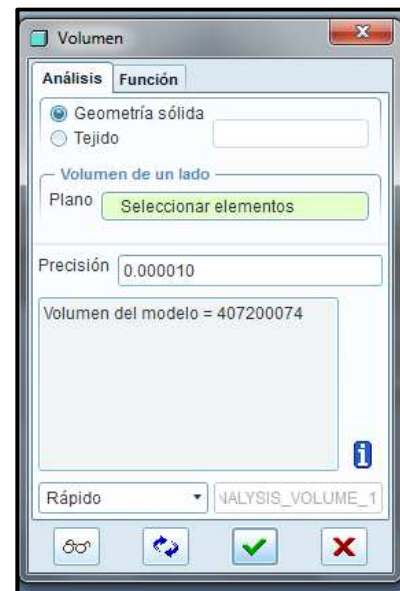 Volumen
Análisis Función
Geometría sólida
Tejido
Volumen de un lado
Plano Seleccionar elementos
Precisión 0.000010
Volumen del modelo = 407200074
Rápido NALYSIS_VOLUME_1